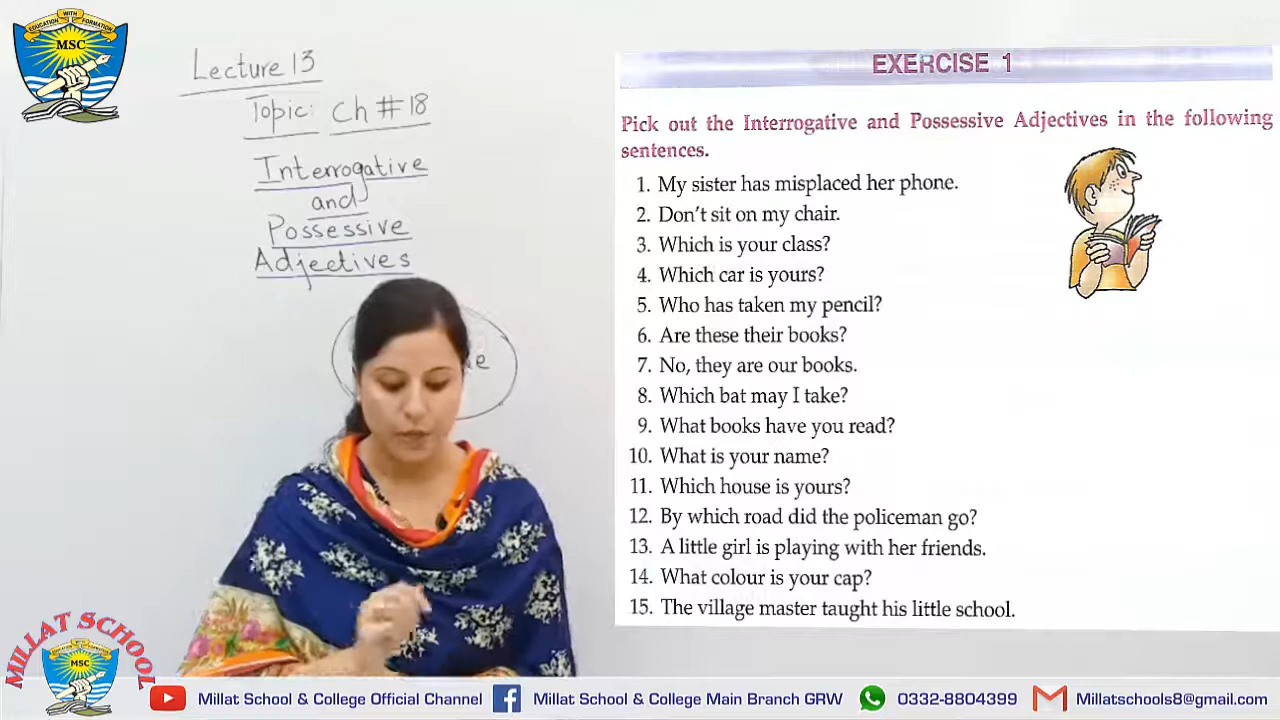 EDUCATION WITH FORMATION
MSC
Lecture 13
Topic: Ch # 18
Interrogative
and
Possessive
Adjectives
EXERCISE 1
Pick out the Interrogative and Possessive Adjectives in the following
sentences.
1. My sister has misplaced her phone.
2. Don't sit on my chair.
3. Which is your class?
4. Which car is yours?
5. Who has taken my pencil?
6. Are these their books?
7. No, they are our books.
8. Which bat may I take?
9. What books have you read?
10. What is your name?
11. Which house is yours?
12. By which road did the policeman go?
13. A little girl is playing with her friends.
14. What colour is your cap?
15. The village master taught his little school.
MILLAT SCHOOL
MSC
Millat School & College Official Channel
Millat School & College Main Branch GRW
0332-8804399
Millatschools8@gmail.com